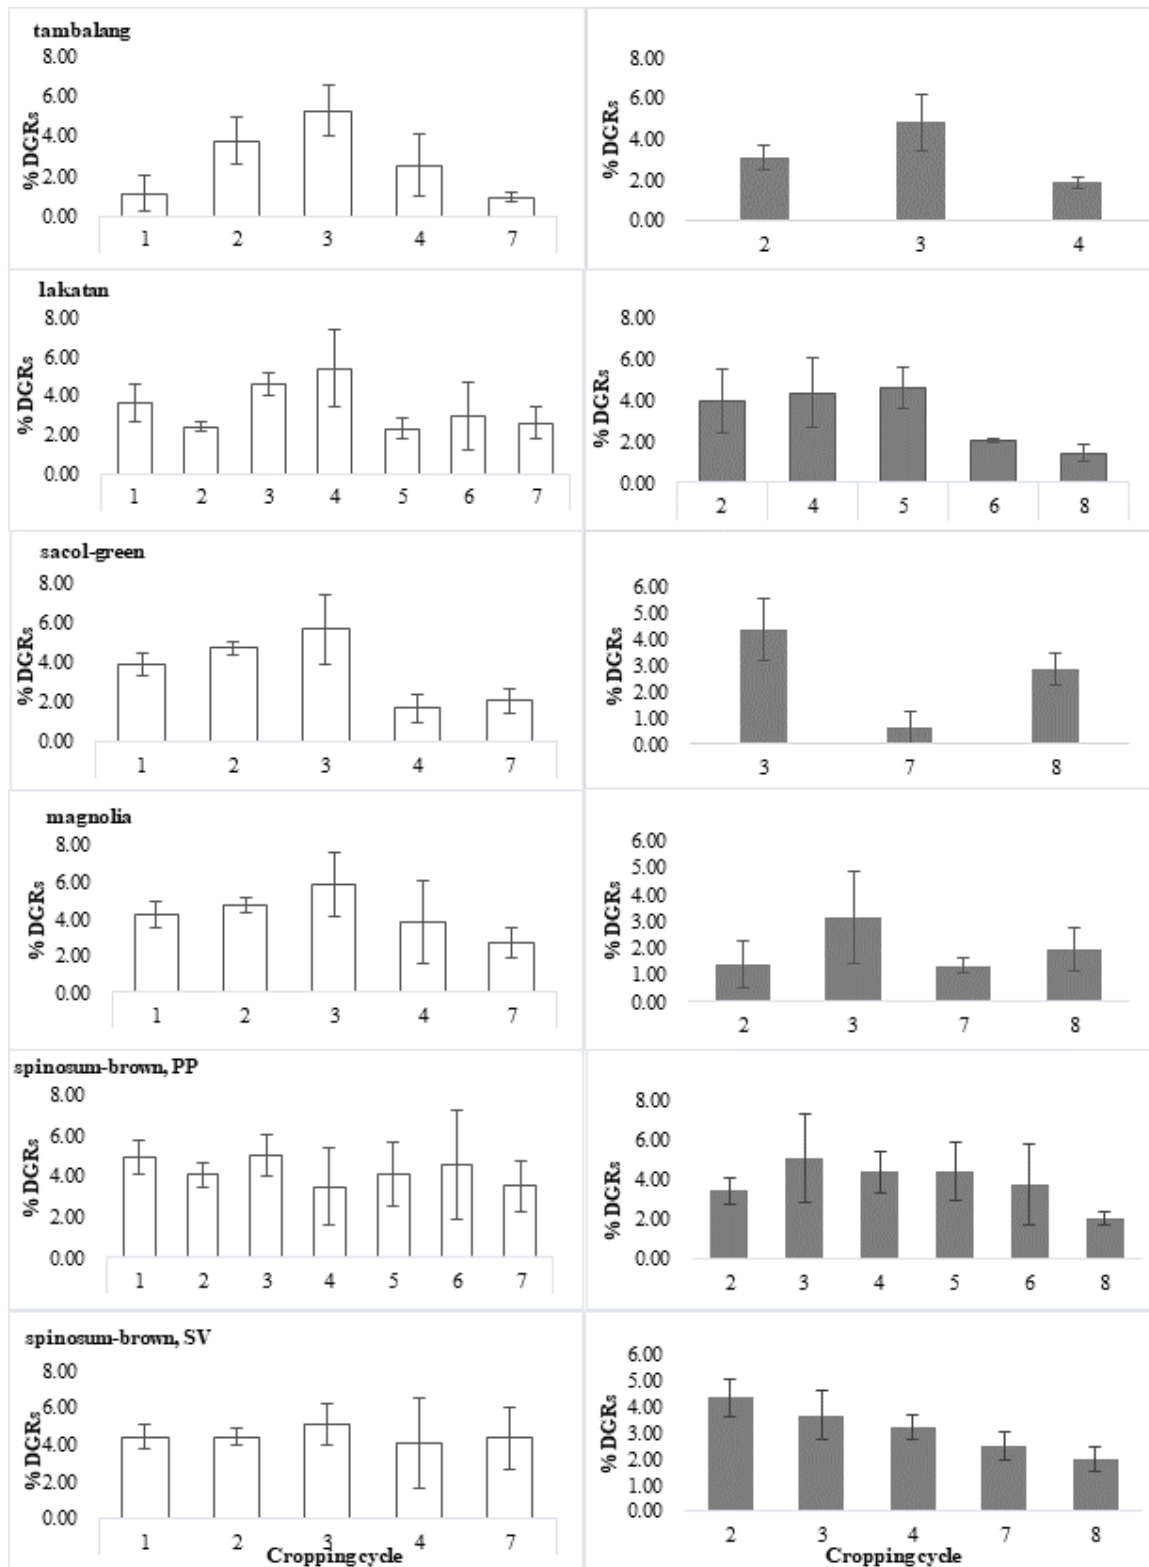 tambalang
8.00
6.00
4.00
2.00
0.00
% DGRs
1 2 3 4 7
8.00
6.00
4.00
2.00
0.00
% DGRs
2 3 4
lakatan
8.00
6.00
4.00
2.00
0.00
% DGRs
1 2 3 4 5 6 7
8.00
6.00
4.00
2.00
0.00
% DGRs
2 4 5 6 8
sacol-green
8.00
6.00
4.00
2.00
0.00
% DGRs
1 2 3 4 7
6.00
5.00
4.00
3.00
2.00
1.00
0.00
% DGRs
3 7 8
magnolia
8.00
6.00
4.00
2.00
0.00
% DGRs
1 2 3 4 7
6.00
5.00
4.00
3.00
2.00
1.00
0.00
% DGRs
2 3 7 8
spinosum-brown, PP
8.00
6.00
4.00
2.00
0.00
% DGRs
1 2 3 4 5 6 7
8.00
6.00
4.00
2.00
0.00
% DGRs
2 3 4 5 6 8
spinosum-brown, SV
8.00
6.00
4.00
2.00
0.00
% DGRs
1 2 3 4 7
Cropping cycle
6.00
5.00
4.00
3.00
2.00
1.00
0.00
% DGRs
2 3 4 7 8
Cropping cycle